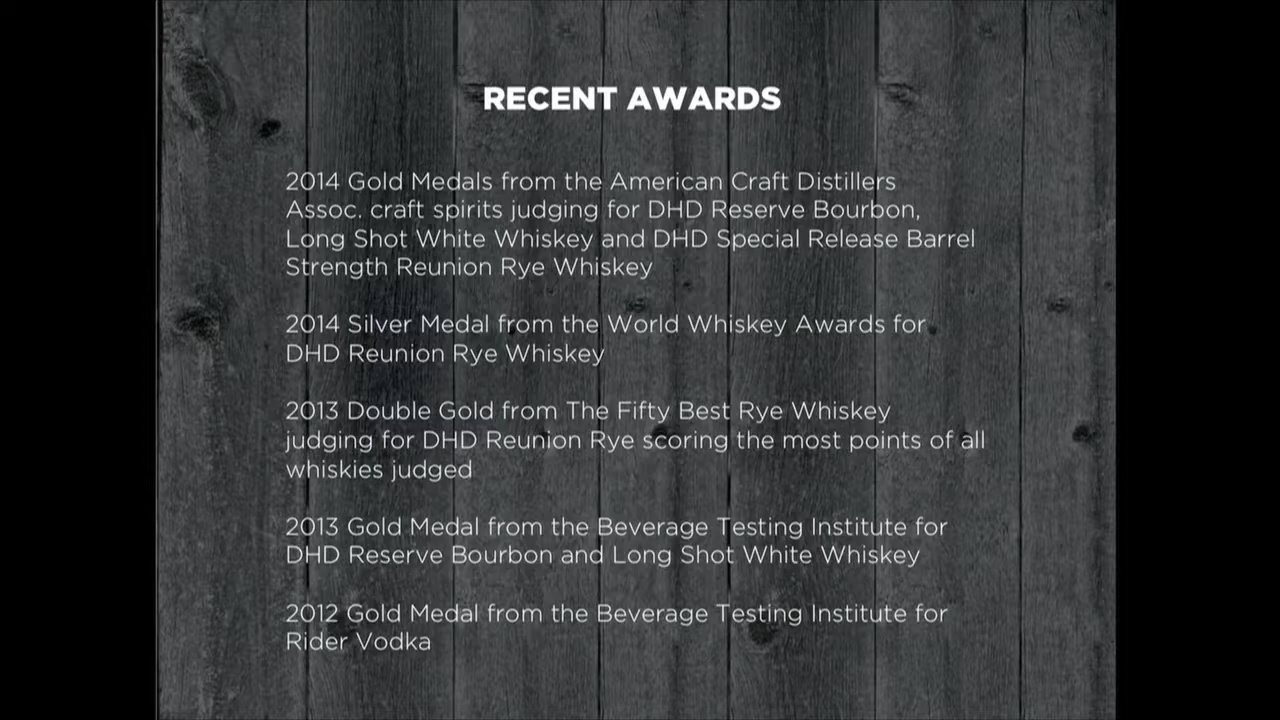 RECENT AWARDS
2014 Gold Medals from the American Craft Distillers
Assoc. craft spirits judging for DHD Reserve Bourbon,
Long Shot White Whiskey and DHD Special Release Barrel
Strength Reunion Rye Whiskey
2014 Silver Medal from the World Whiskey Awards for
DHD Reunion Rye Whiskey
2013 Double Gold from The Fifty Best Rye Whiskey
judging for DHD Reunion Rye scoring the most points of all
whiskies judged
2013 Gold Medal from the Beverage Testing Institute for
DHD Reserve Bourbon and Long Shot White Whiskey
2012 Gold Medal from the Beverage Testing Institute for
Rider Vodka